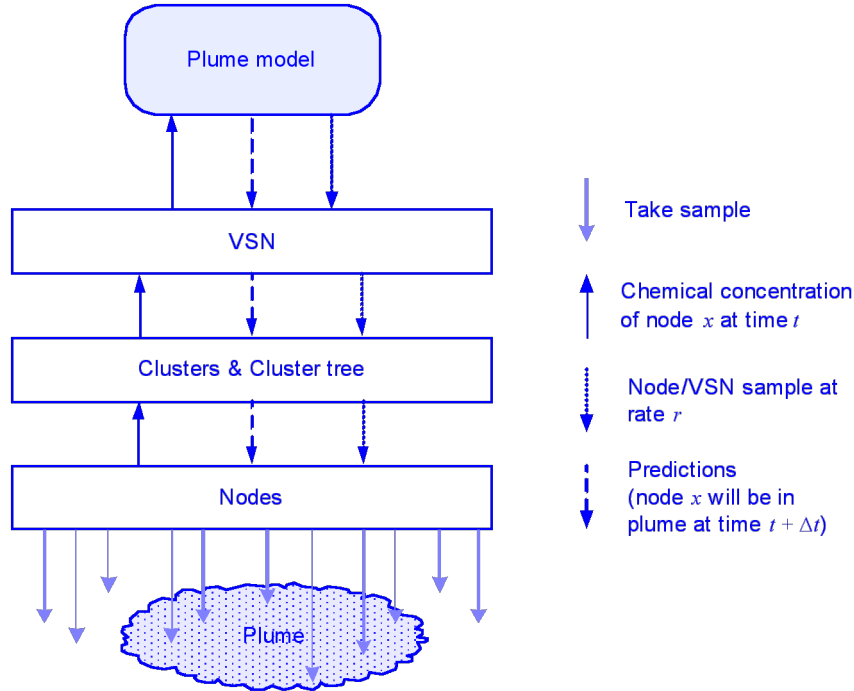 Plume model
VSN
Clusters & Cluster tree
Nodes
Plume
Take sample
Chemical concentration
of node x at time t
Node/VSN sample at
rate r
Predictions
(node x will be in
plume at time t + Δt)